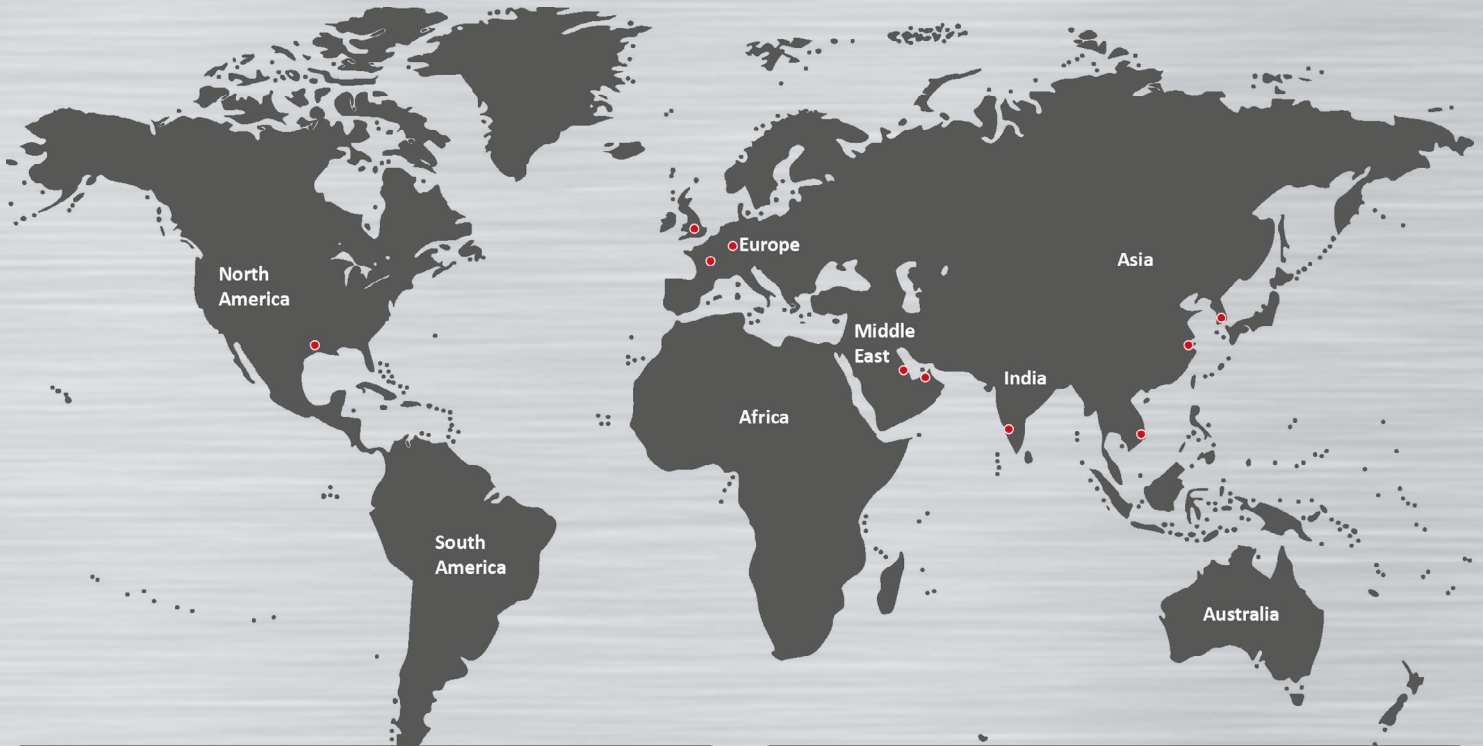 North
America
Europe
Asia
Middle
East
India
Africa
South
America
Australia